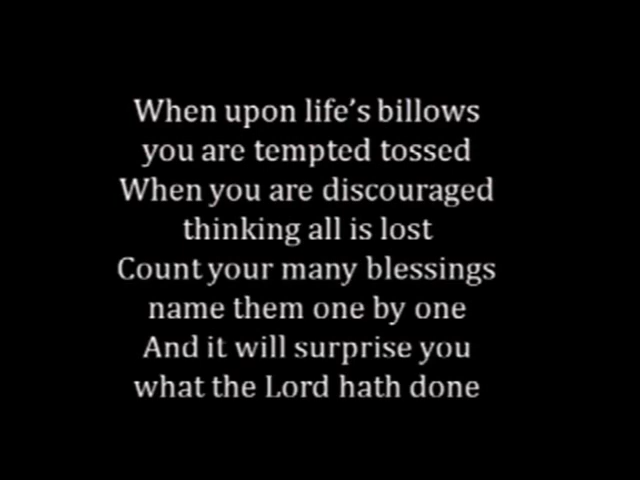 When upon life’s billows
you are tempted tossed
When you are discouraged
thinking all is lost
Count your many blessings
name them one by one
And it will surprise you
what the Lord hath done